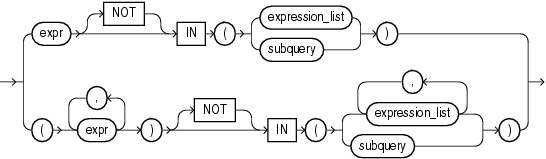 NOT
expression_list
expr IN ( )
subquery
, ,
NOT
( expr ) IN ( expression_list )
subquery